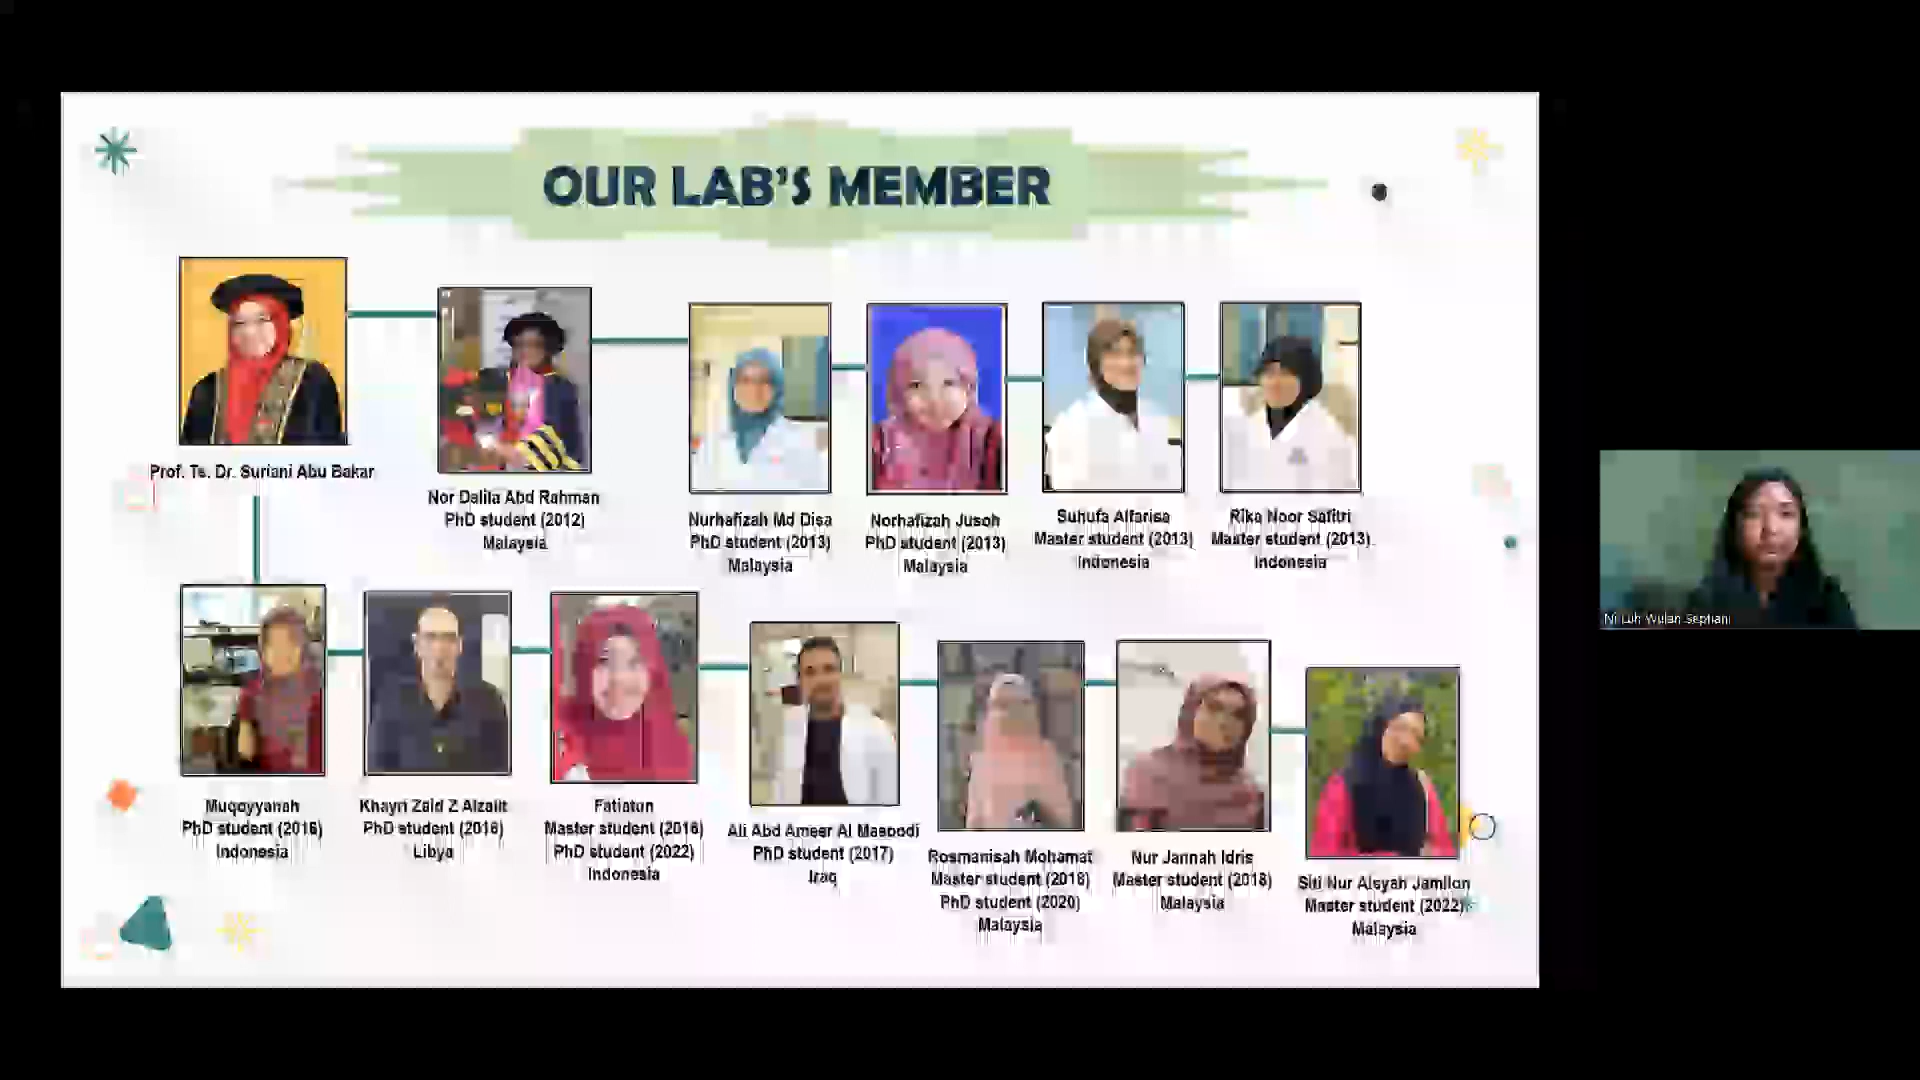 OUR LAB'S MEMBER
Prof. Ts. Dr. Suriani Abu Bakar
Nor Dalila Abd Rahman
PhD student (2012)
Malaysia
Nurhafizah Md Disa
PhD student (2013)
Malaysia
Norhafizah Jusoh
PhD student (2013)
Malaysia
Suhufa Alfarisa
Master student (2013)
Indonesia
Rika Noor Safitri
Master student (2013)
Indonesia
Muqoyyanah
PhD student (2016)
Indonesia
Khayri Zaid Z Alzalit
PhD student (2016)
Libya
Fatiatun
Master student (2016)
PhD student (2022)
Indonesia
Ali Abd Ameer Al Masoodi
PhD student (2017)
Iraq
Rosmanisah Mohamat
Master student (2018)
PhD student (2020)
Malaysia
Nur Jannah Idris
Master student (2018)
Malaysia
Siti Nur Aisyah Jamilon
Master student (2022)
Malaysia
Ni Luh Wulan Septiani